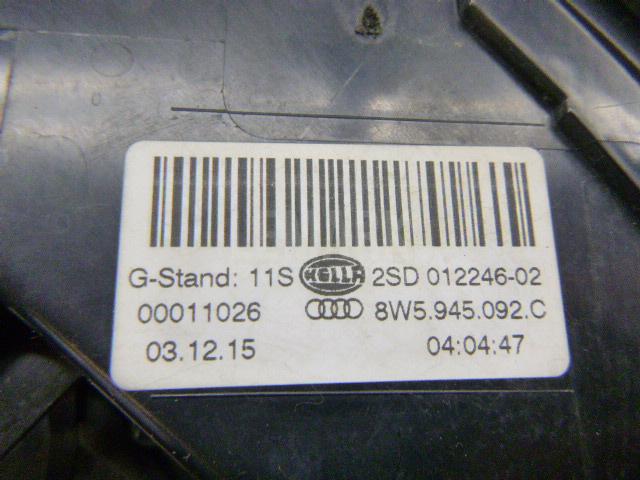 G-Stand: 11S HELLA 2SD 012246-02
00011026 8W5.945.092.C
03.12.15 04:04:47